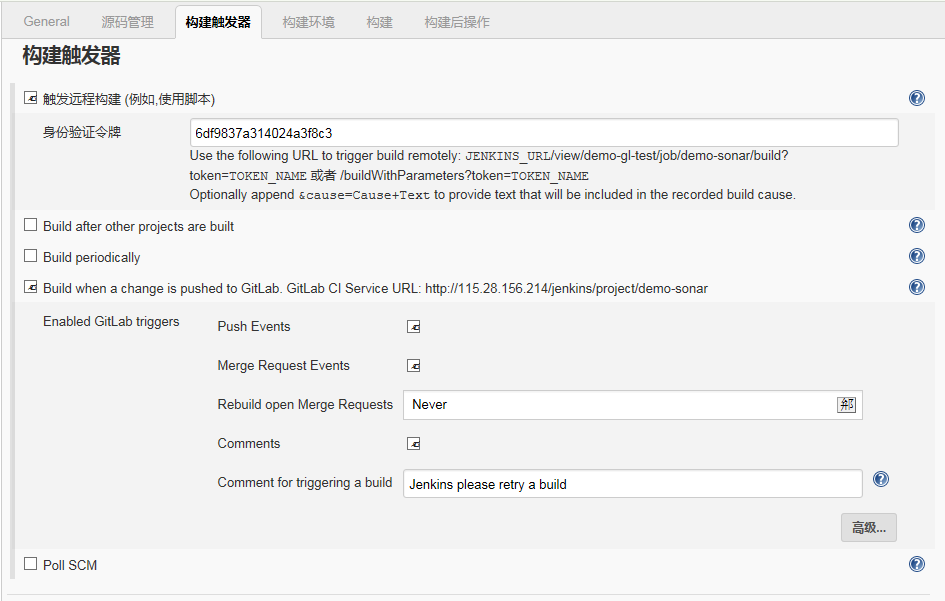 General 源码管理 构建触发器 构建环境 构建 构建后操作
构建触发器
触发远程构建 (例如,使用脚本)
身份验证令牌 6df9837a314024a3f8c3
Use the following URL to trigger build remotely: JENKINS_URL/view/demo-gl-test/job/demo-sonar/build?
token=TOKEN_NAME 或者 /buildWithParameters?token=TOKEN_NAME
Optionally append &cause=Cause+Text to provide text that will be included in the recorded build cause.
Build after other projects are built
Build periodically
Build when a change is pushed to GitLab. GitLab CI Service URL: http://115.28.156.214/jenkins/project/demo-sonar
Enabled GitLab triggers Push Events
Merge Request Events
Rebuild open Merge Requests Never
Comments
Comment for triggering a build Jenkins please retry a build
高级...
Poll SCM